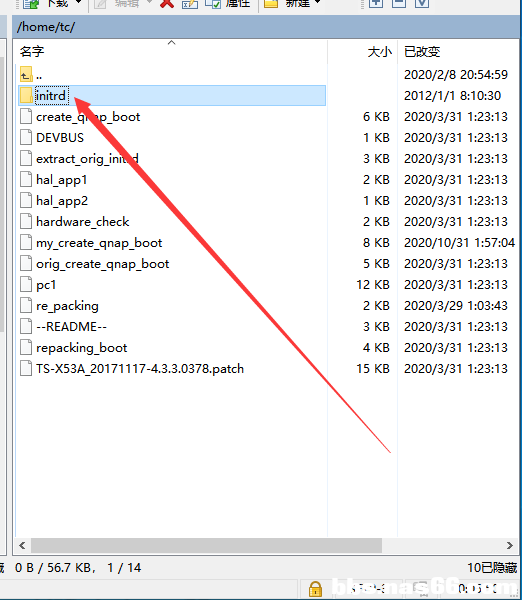 下载 编辑 属性 新建
/home/tc/
名字 大小 已改变
.. 2020/2/8 20:54:59
initrd 2012/1/1 8:10:30
create_qnap_boot 6 KB 2020/3/31 1:23:13
DEVBUS 1 KB 2020/3/31 1:23:13
extract_orig_initrd 3 KB 2020/3/31 1:23:13
hal_app1 2 KB 2020/3/31 1:23:13
hal_app2 1 KB 2020/3/31 1:23:13
hardware_check 2 KB 2020/3/31 1:23:13
my_create_qnap_boot 8 KB 2020/10/31 1:57:04
orig_create_qnap_boot 5 KB 2020/3/31 1:23:13
pc1 12 KB 2020/3/31 1:23:13
re_packing 2 KB 2020/3/29 1:03:43
--README-- 3 KB 2020/3/31 1:23:13
repacking_boot 4 KB 2020/3/31 1:23:13
TS-X53A_20171117-4.3.3.0378.patch 15 KB 2020/3/31 1:23:13
0 B / 56.7 KB, 1 / 14 10已隐藏